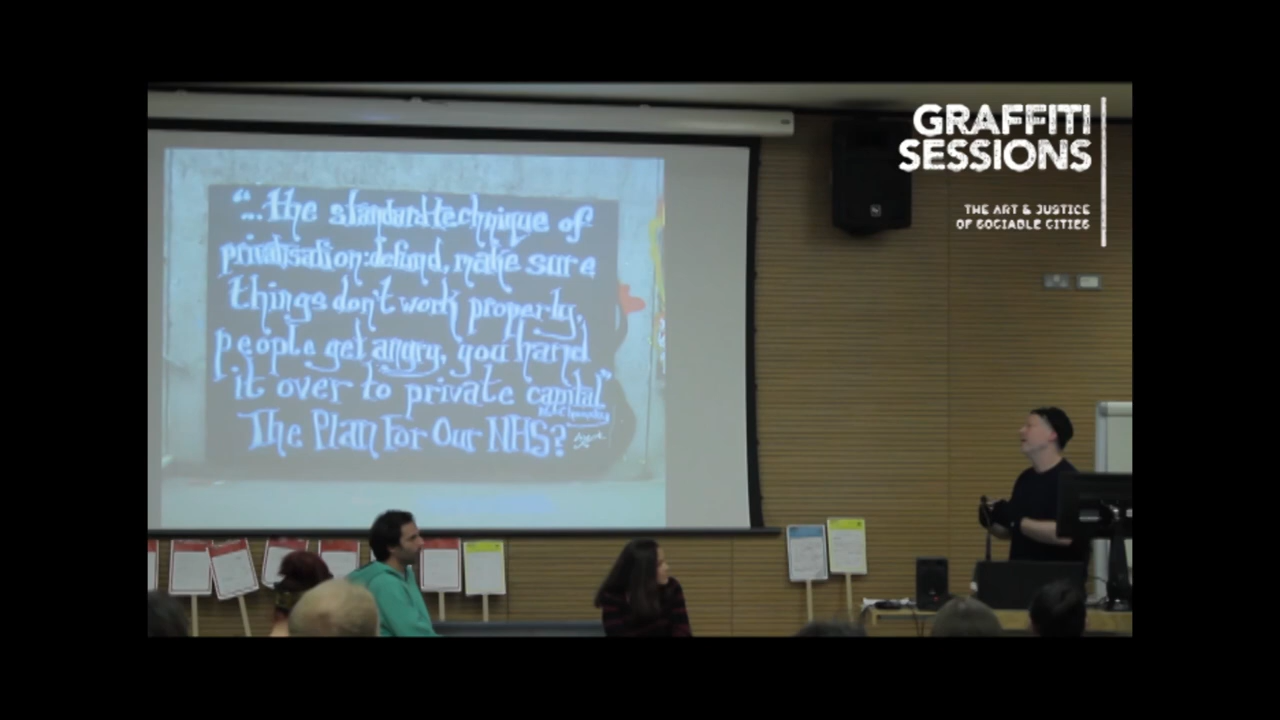 GRAFFITI
SESSIONS
THE ART & JUSTICE
OF SOCIABLE CITIES
"...the standard technique of
privatisation: defund, make sure
things don't work properly,
people get angry, you hand
it over to private capital"
The Plan For Our NHS?